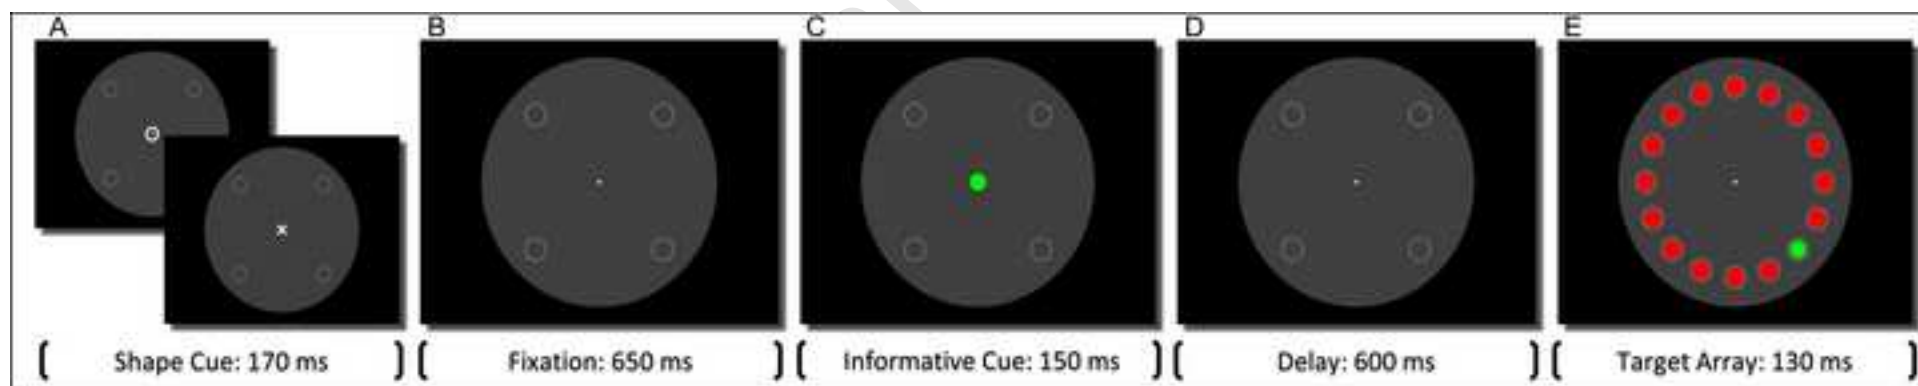 A B C D E
Shape Cue: 170 ms Fixation: 650 ms Informative Cue: 150 ms Delay: 600 ms Target Array: 130 ms